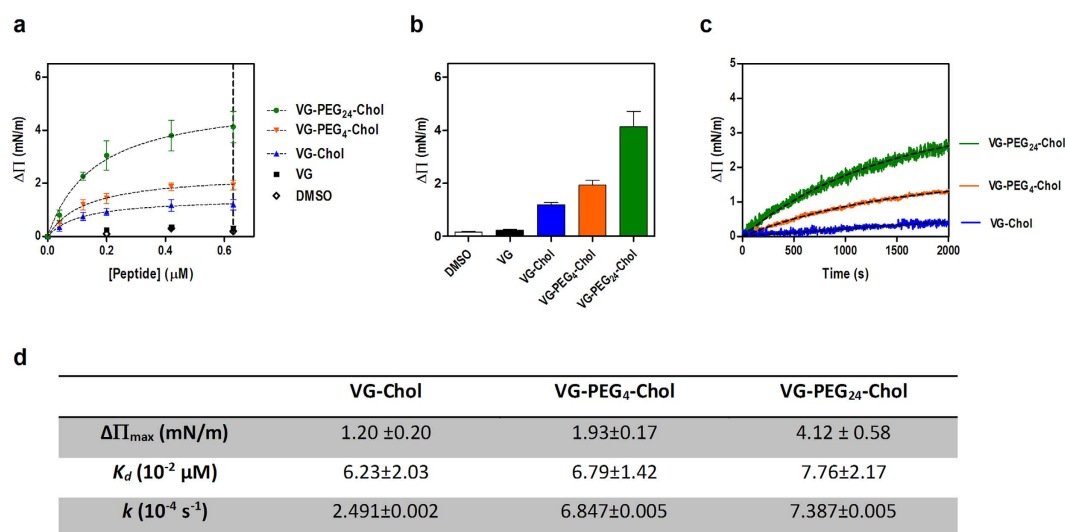 a
6
4
2
0
ΔΠ (mN/m)
0.0 0.2 0.4 0.6
[Peptide] (μM)
VG-PEG24-Chol
VG-PEG4-Chol
VG-Chol
VG
DMSO
b
6
4
2
0
ΔΠ (mN/m)
DMSO
VG
VG-Chol
VG-PEG4-Chol
VG-PEG24-Chol
c
5
4
3
2
1
0
ΔΠ (mN/m)
0 500 1000 1500 2000
Time (s)
VG-PEG24-Chol
VG-PEG4-Chol
VG-Chol
d
VG-Chol VG-PEG4-Chol VG-PEG24-Chol
ΔΠmax (mN/m) 1.20 ±0.20 1.93±0.17 4.12 ± 0.58
Kd (10-2 μM) 6.23±2.03 6.79±1.42 7.76±2.17
k (10-4 s-1) 2.491±0.002 6.847±0.005 7.387±0.005